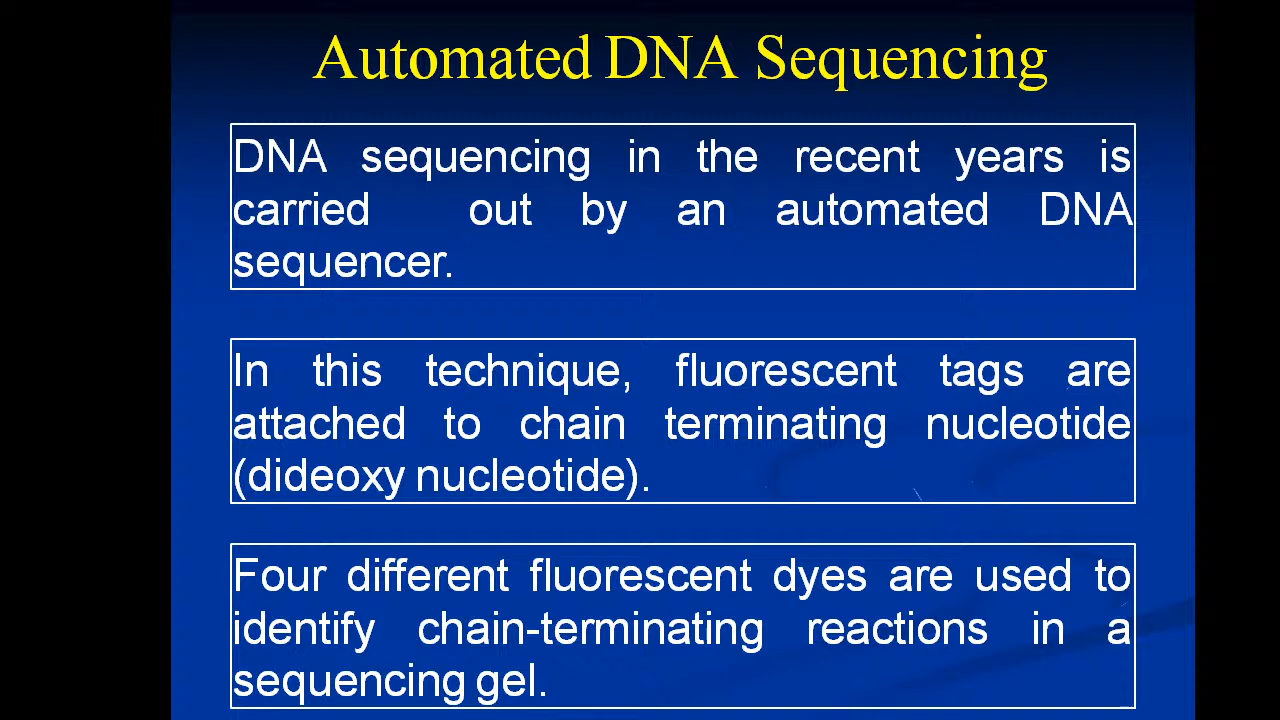 Automated DNA Sequencing
DNA sequencing in the recent years is
carried out by an automated DNA
sequencer.
In this technique, fluorescent tags are
attached to chain terminating nucleotide
(dideoxy nucleotide).
Four different fluorescent dyes are used to
identify chain-terminating reactions in a
sequencing gel.